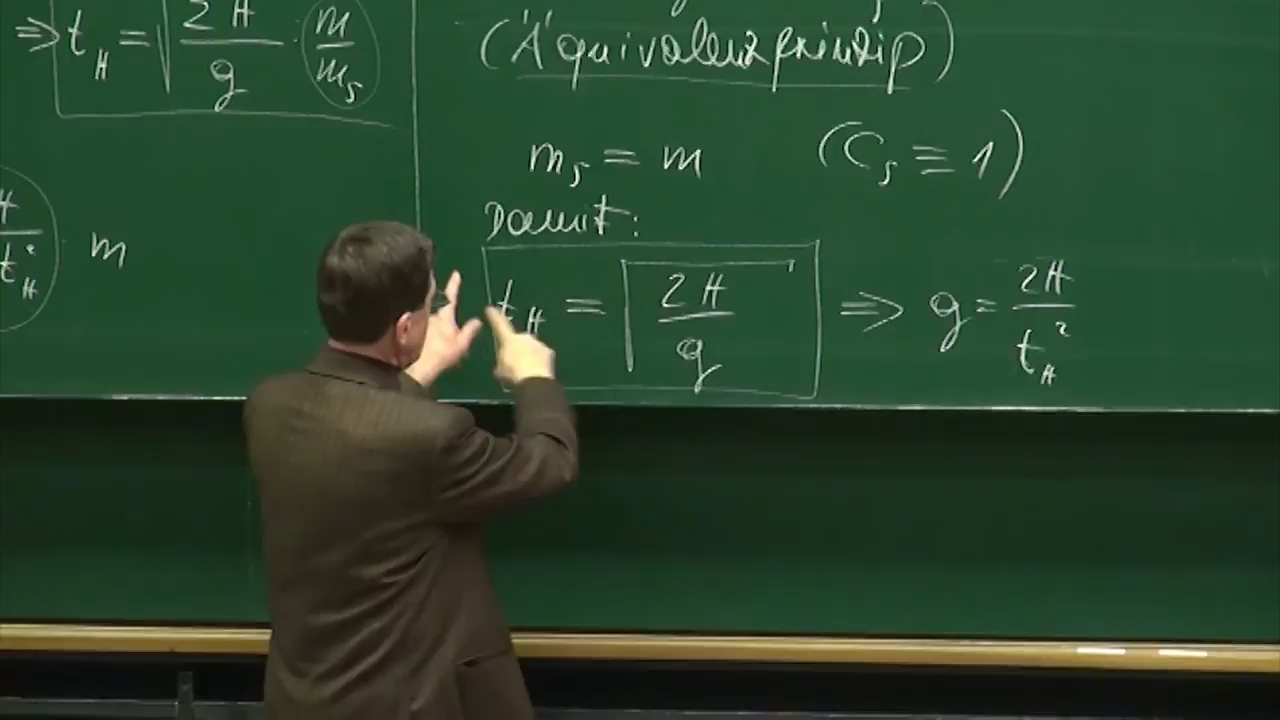 ⇒ t_H = √(2H/g · m/m_s)
H/t_H² · m
(Äquivalenzprinzip)
m_s = m (C_s ≡ 1)
Damit:
t_H = √(2H/g) ⇒ g = 2H/t_H²